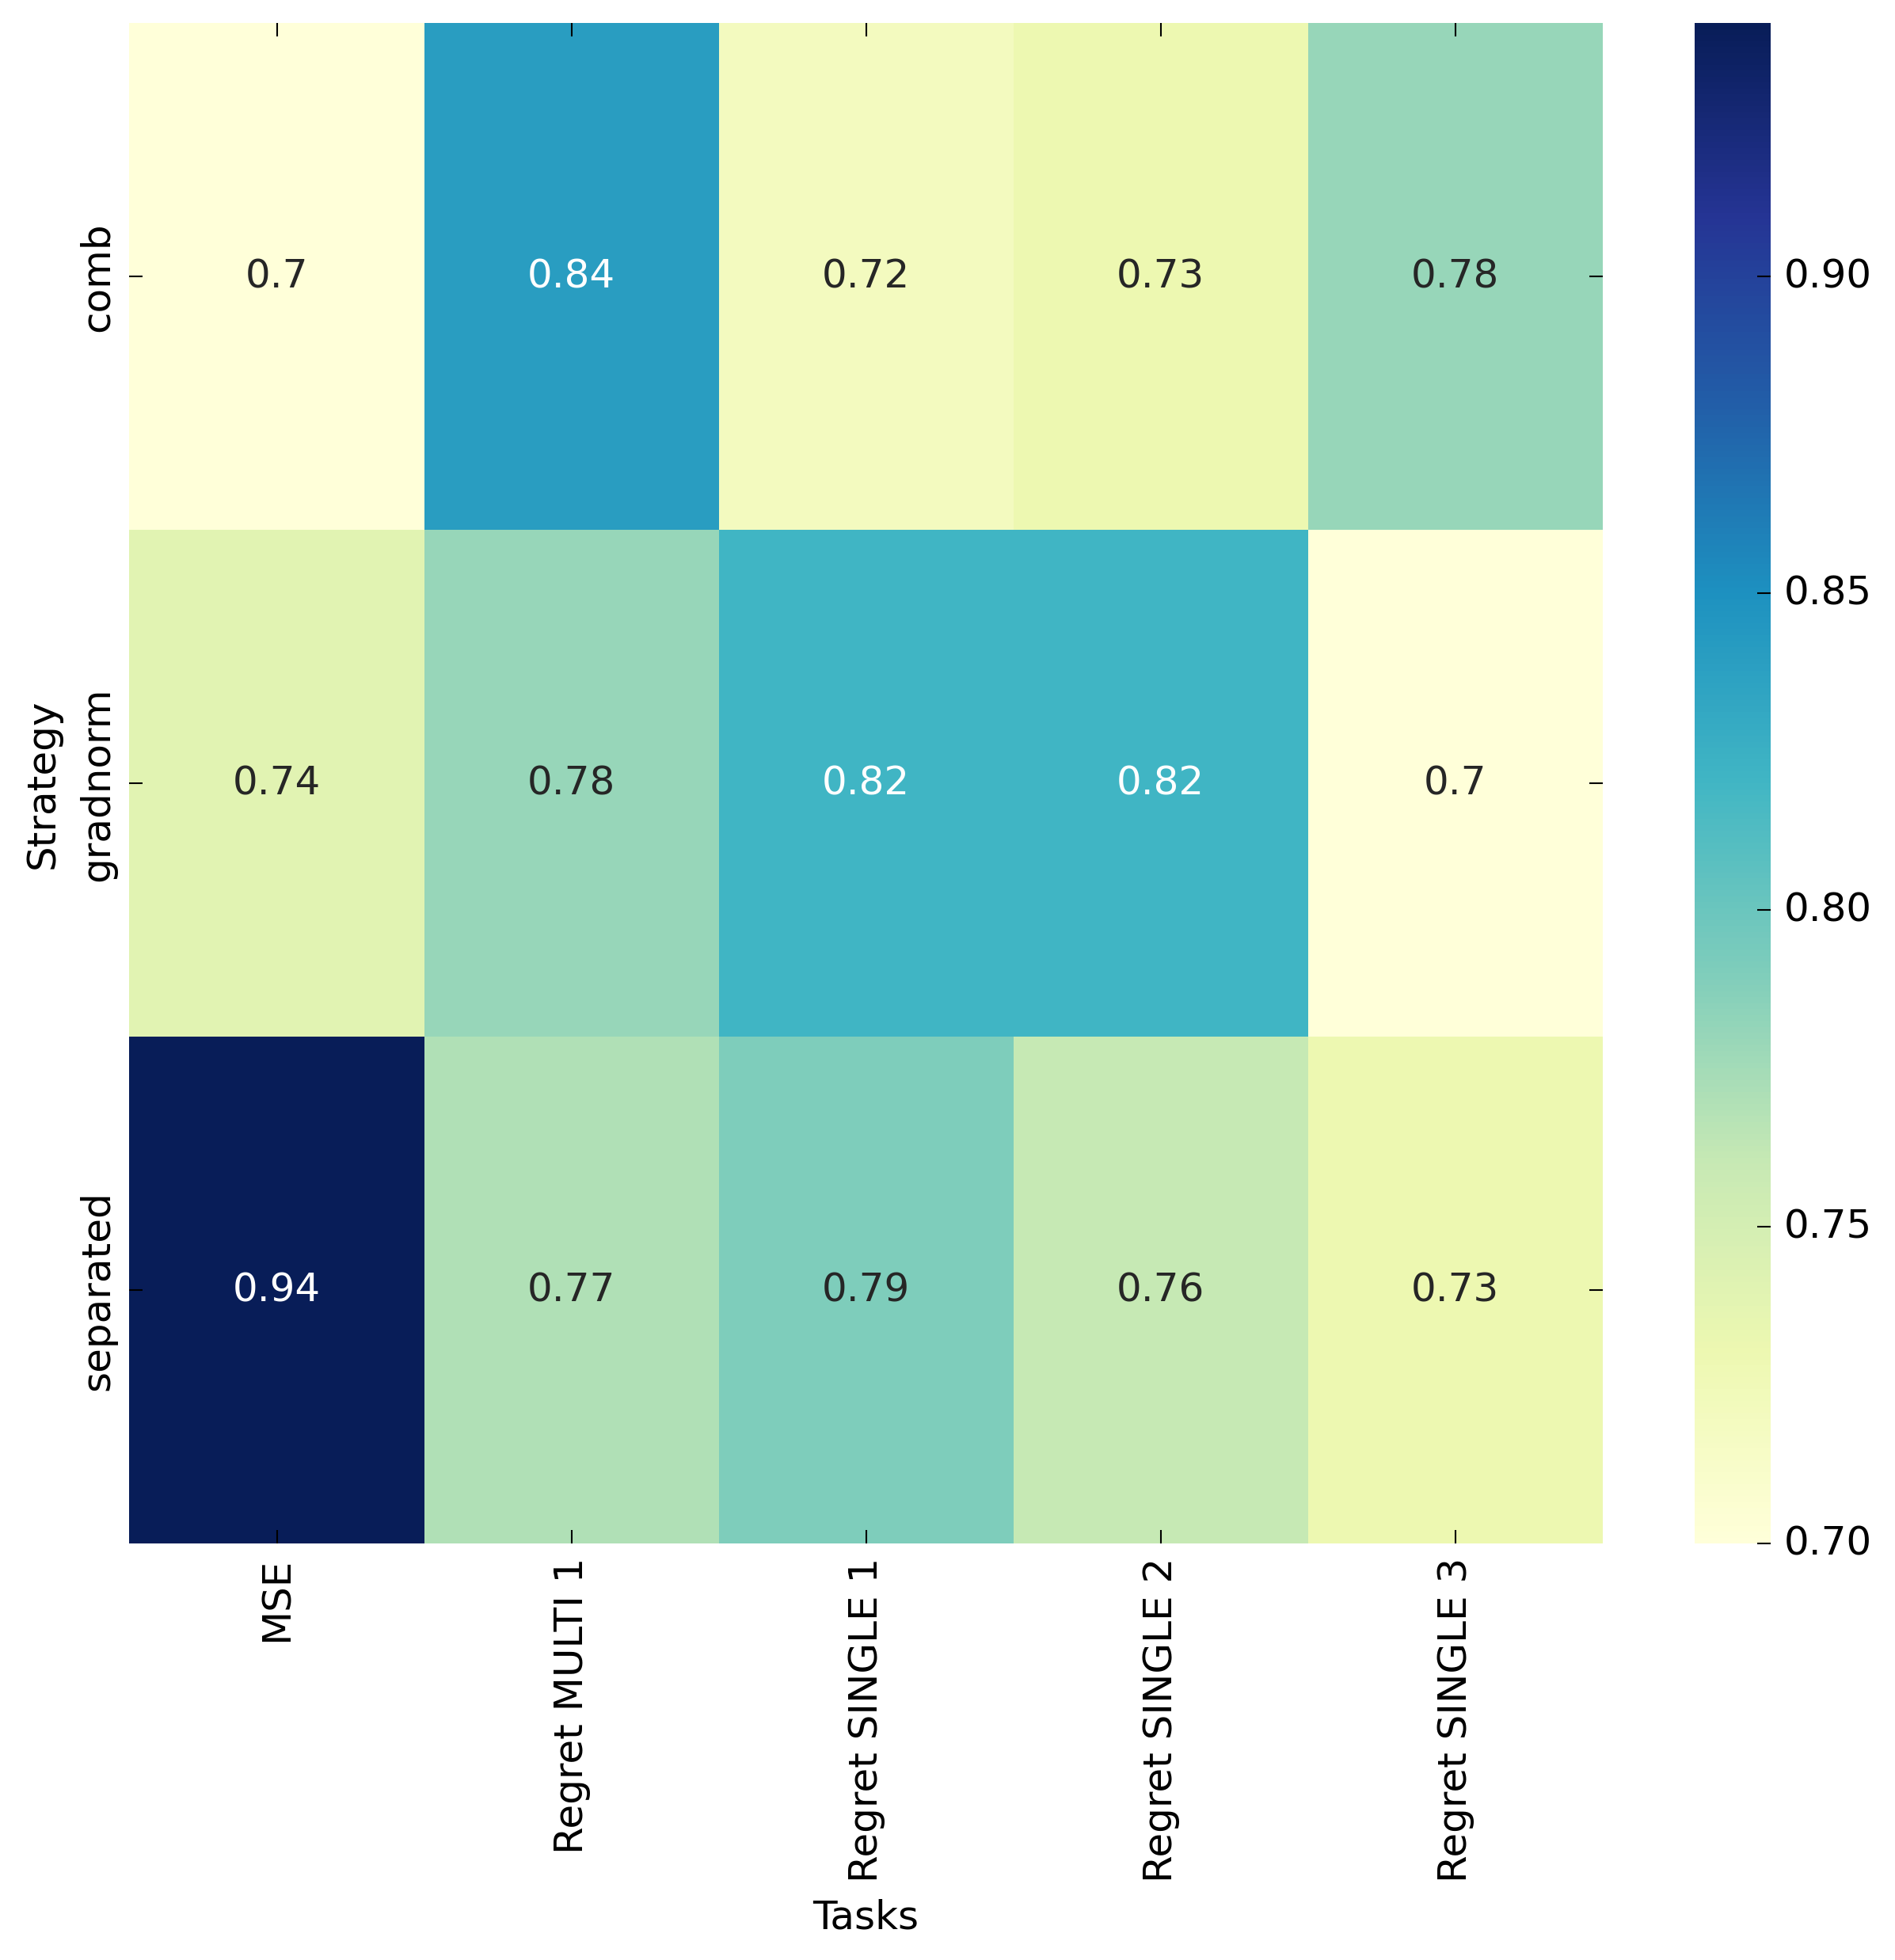 Strategy
comb
gradnorm
separated
0.7 0.84 0.72 0.73 0.78
0.74 0.78 0.82 0.82 0.7
0.94 0.77 0.79 0.76 0.73
MSE
Regret MULTI 1
Regret SINGLE 1
Regret SINGLE 2
Regret SINGLE 3
Tasks
0.90
0.85
0.80
0.75
0.70